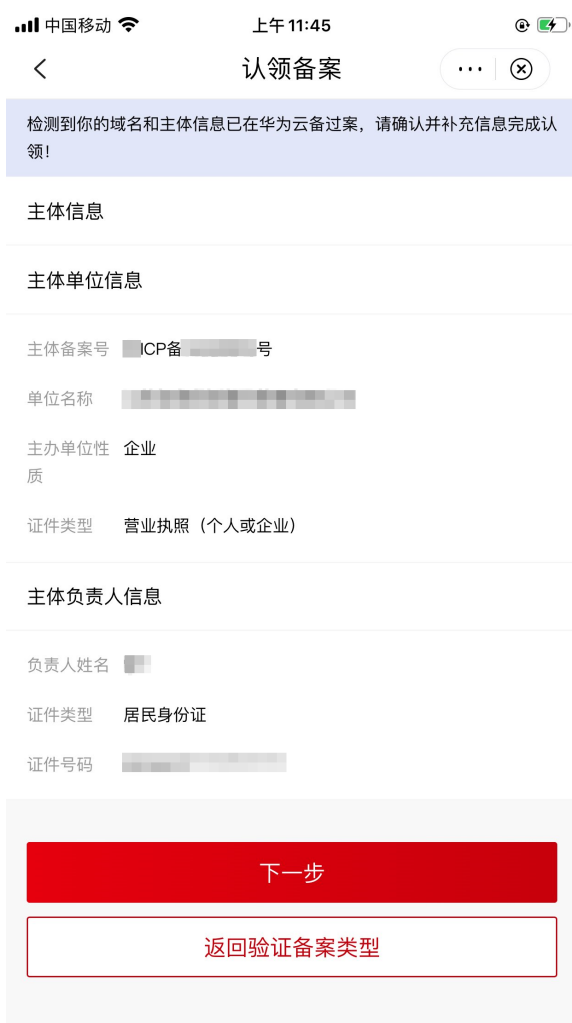 中国移动
上午11:45
认领备案
检测到你的域名和主体信息已在华为云备过案，请确认并补充信息完成认
领！
主体信息
主体单位信息
主体备案号 ICP备 号
单位名称
主办单位性 企业
质
证件类型 营业执照（个人或企业）
主体负责人信息
负责人姓名
证件类型 居民身份证
证件号码
下一步
返回验证备案类型